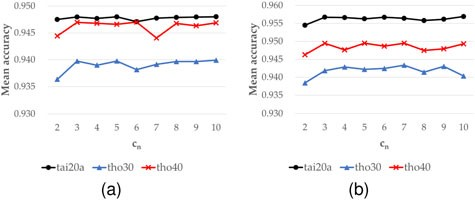 0.950
0.945
0.940
0.935
0.930
Mean accuracy
2 3 4 5 6 7 8 9 10
cn
tai20a tho30 tho40
(a)
0.960
0.955
0.950
0.945
0.940
0.935
0.930
Mean accuracy
2 3 4 5 6 7 8 9 10
cn
tai20a tho30 tho40
(b)